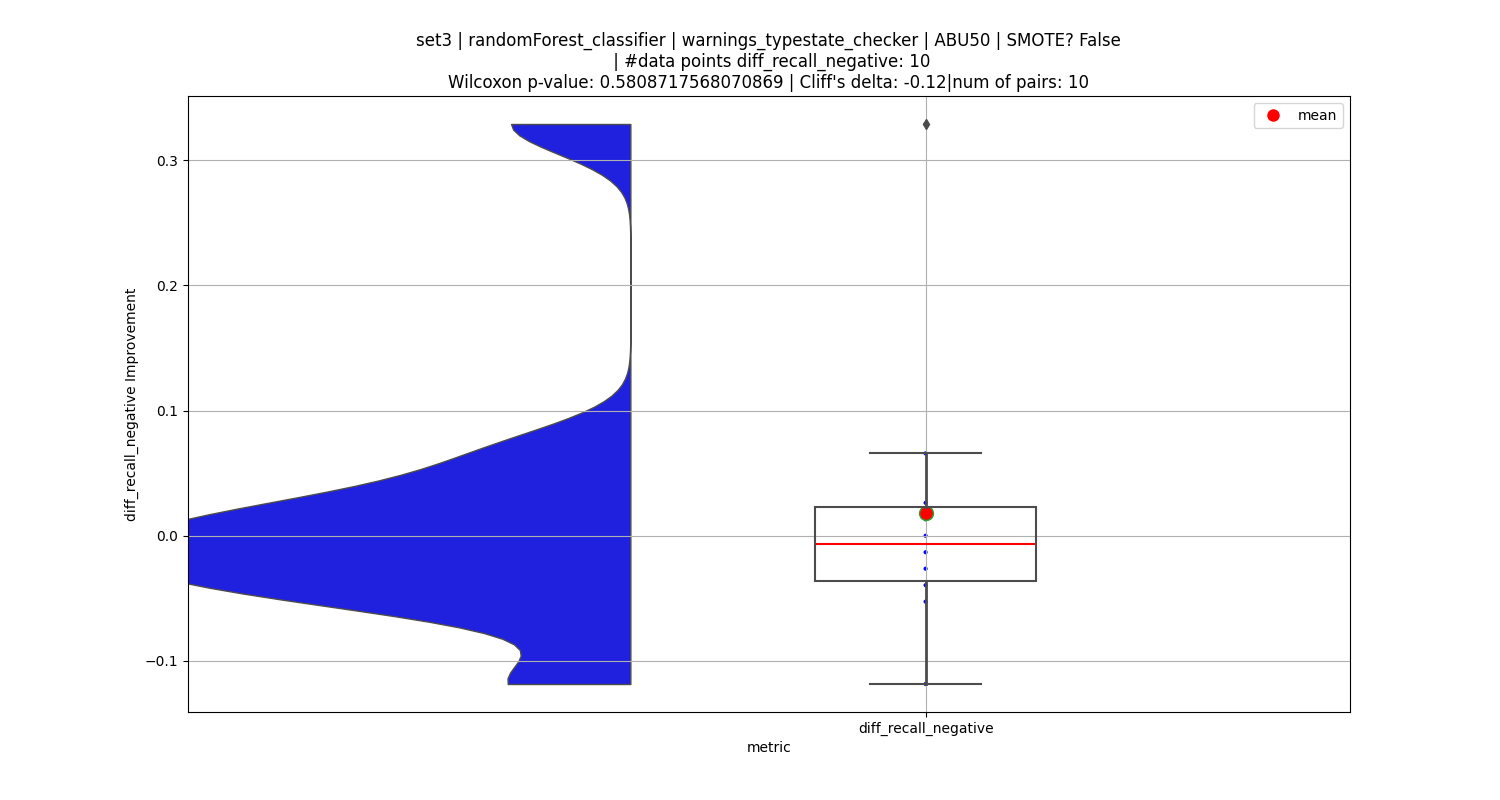 set3 | randomForest_classifier | warnings_typestate_checker | ABU50 | SMOTE? False
| #data points diff_recall_negative: 10
Wilcoxon p-value: 0.5808717568070869 | Cliff's delta: -0.12|num of pairs: 10
mean
0.3
0.2
0.1
0.0
−0.1
diff_recall_negative Improvement
diff_recall_negative
metric